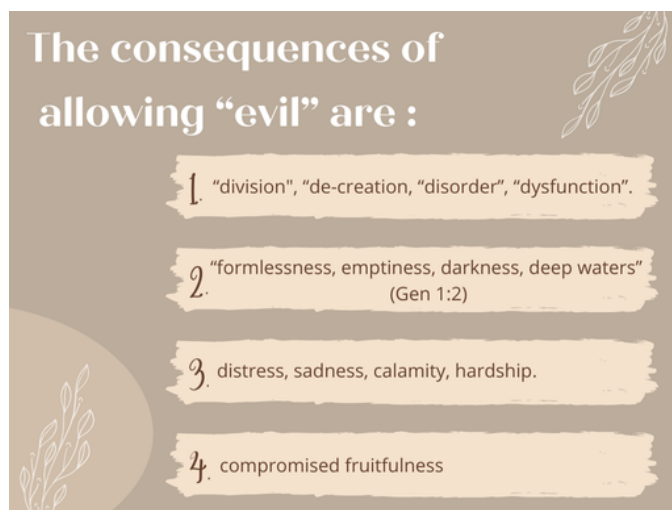 The consequences of
allowing “evil” are :
1. “division", “de-creation, “disorder”, “dysfunction”.
2. “formlessness, emptiness, darkness, deep waters”
(Gen 1:2)
3. distress, sadness, calamity, hardship.
4. compromised fruitfulness